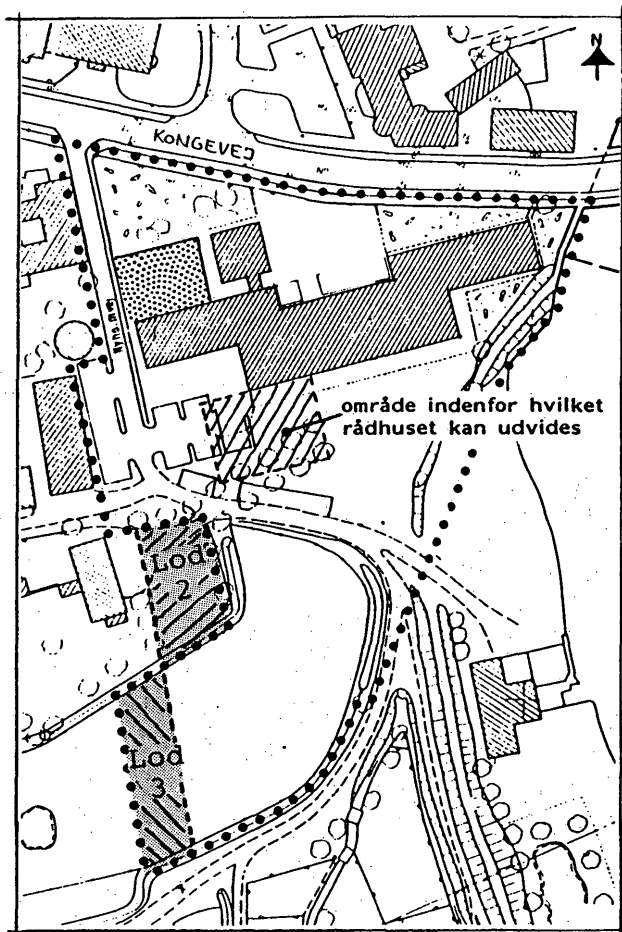 N
KONGEVEJ
område indenfor hvilket
rådhuset kan udvides
Lod
2
Lod
3